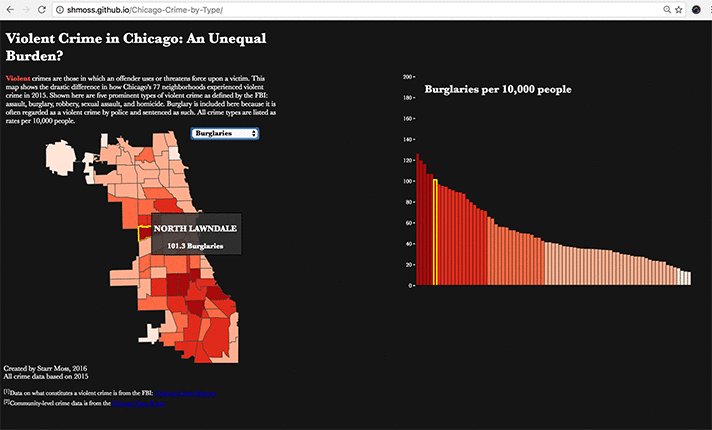 shmoss.github.io/Chicago-Crime-by-Type/
Violent Crime in Chicago: An Unequal
Burden?
Violent crimes are those in which an offender uses or threatens force upon a victim. This
map shows the drastic difference in how Chicago's 77 neighborhoods experienced violent
crime in 2015. Shown here are five prominent types of violent crime as defined by the FBI:
assault, burglary, robbery, sexual assault, and homicide. Burglary is included here because it is
often regarded as a violent crime by police and sentenced as such. All crime types are listed as
rates per 10,000 people.
Burglaries
NORTH LAWNDALE
101.3 Burglaries
Created by Starr Moss, 2016
All crime data based on 2015
[1]Data on what constitutes a violent crime is from the FBI:
[2]Community-level crime data is from the
Burglaries per 10,000 people
200
180
160
140
120
100
80
60
40
20
0